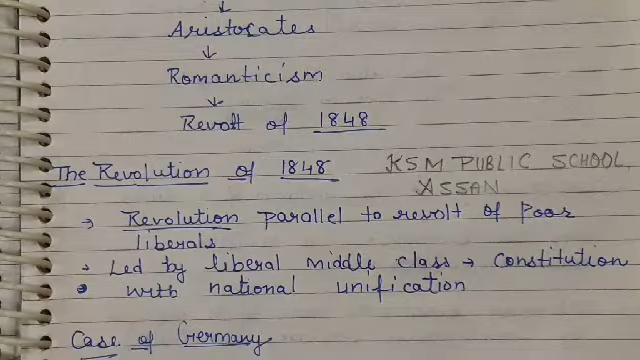 ↓
Aristocates
↓
Romanticism
↓
Revolt of 1848
The Revolution of 1848
KSM PUBLIC SCHOOL,
ASSAN
→ Revolution parallel to revolt of Poor
liberals
→ Led by liberal middle class → Constitution
• with national unification
Case of Germany